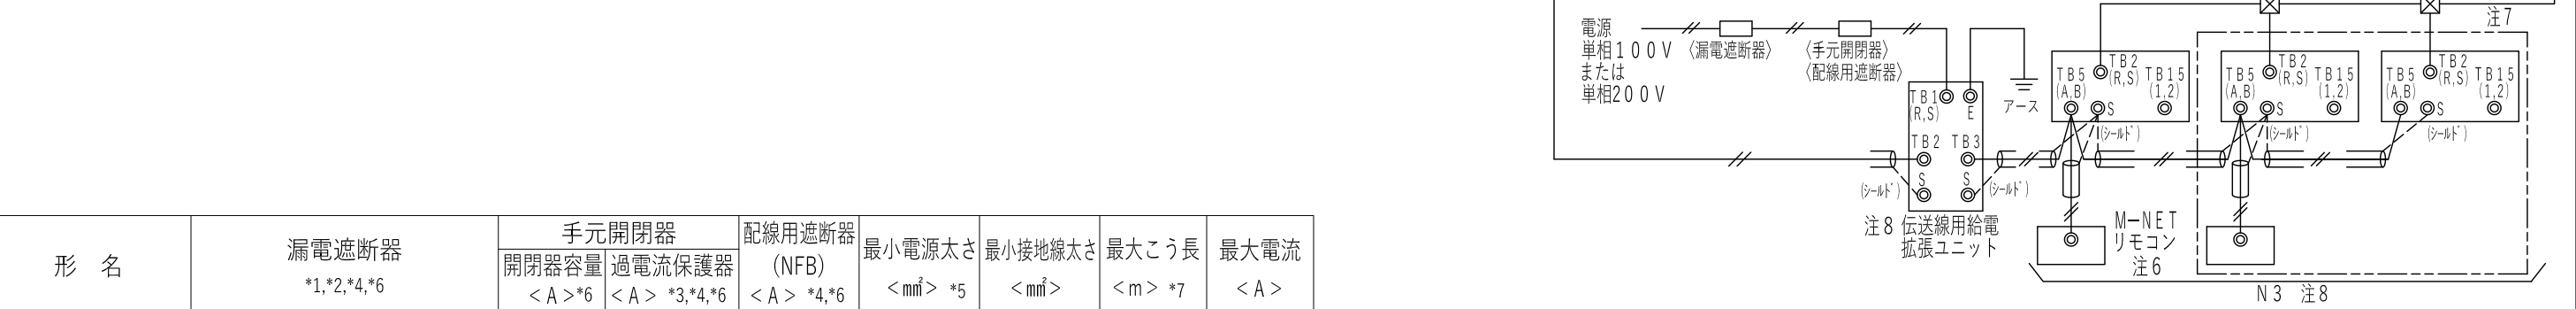 電源
単相１００Ｖ
または
単相200Ｖ
〈漏電遮断器〉
〈手元開閉器〉
〈配線用遮断器〉
アース
ＴＢ1
(R,S)
E
ＴＢ2
ＴＢ3
S
S
(シールド)
(シールド)
注８ 伝送線用給電
拡張ユニット
注７
ＴＢ2
(R,S)
ＴＢ5
(A,B)
S
ＴＢ15
(1,2)
(シールド)
ＴＢ2
(R,S)
ＴＢ5
(A,B)
S
ＴＢ15
(1,2)
(シールド)
ＴＢ2
(R,S)
ＴＢ5
(A,B)
S
ＴＢ15
(1,2)
(シールド)
Ｍ−ＮＥＴ
リモコン
注６
Ｎ３ 注８
形 名
漏電遮断器
*1,*2,*4,*6
手元開閉器
開閉器容量
＜Ａ＞*6
過電流保護器
＜Ａ＞ *3,*4,*6
配線用遮断器
(NFB)
＜Ａ＞ *4,*6
最小電源太さ
＜㎟＞ *5
最小接地線太さ
＜㎟＞
最大こう長
＜ｍ＞ *7
最大電流
＜Ａ＞